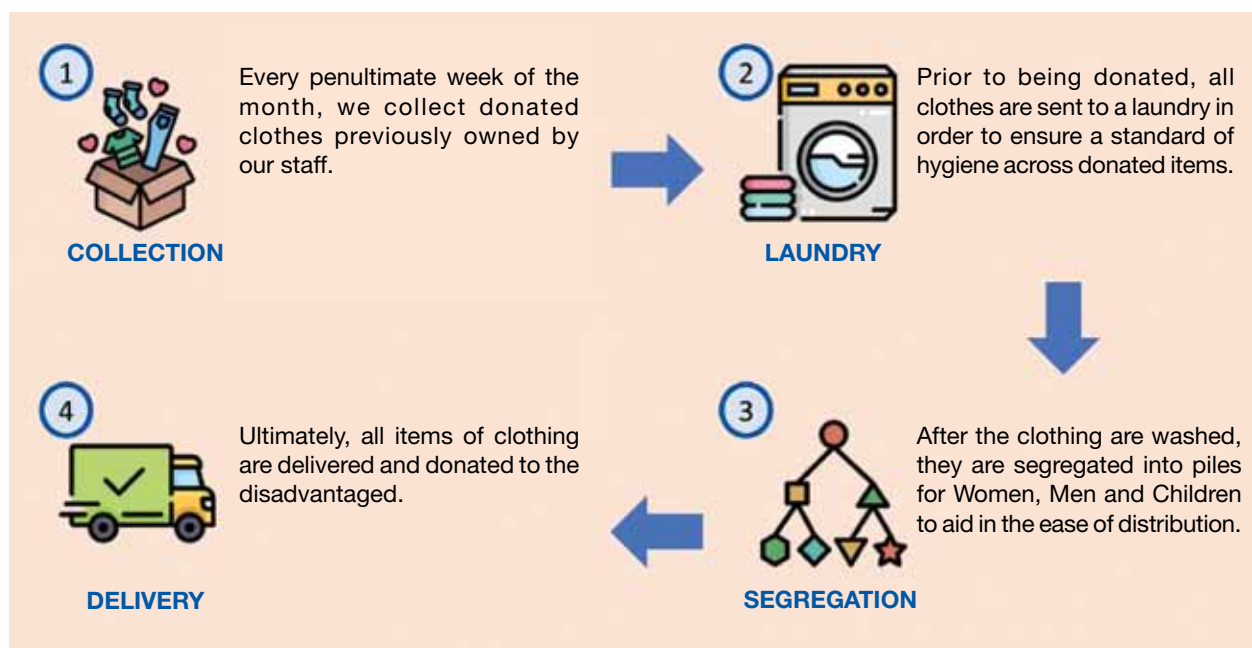 1
Every penultimate week of the
month, we collect donated
clothes previously owned by
our staff.
COLLECTION
2
Prior to being donated, all
clothes are sent to a laundry in
order to ensure a standard of
hygiene across donated items.
LAUNDRY
3
After the clothing are washed,
they are segregated into piles
for Women, Men and Children
to aid in the ease of distribution.
SEGREGATION
4
Ultimately, all items of clothing
are delivered and donated to the
disadvantaged.
DELIVERY